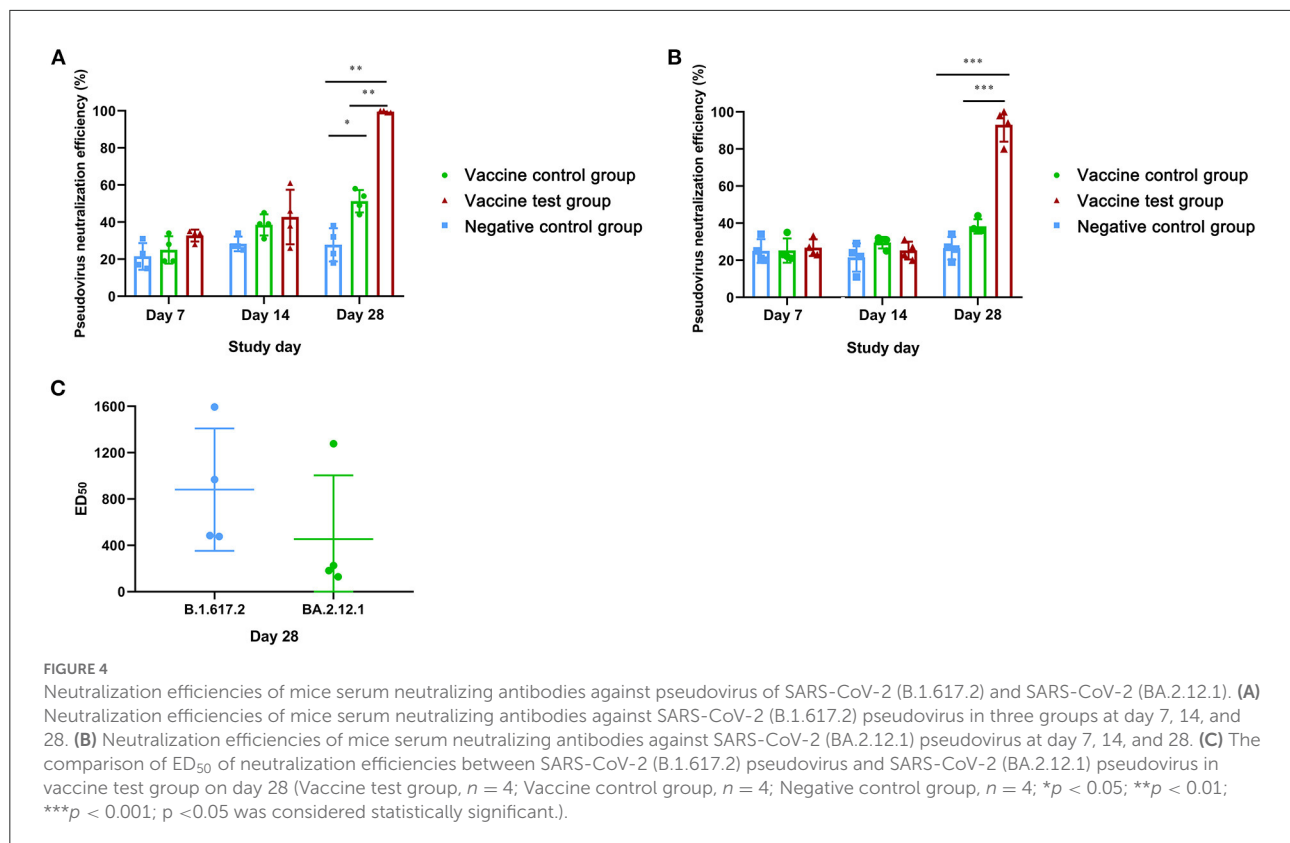 A
Pseudovirus neutralization efficiency (%)
** 
**
*
100
80
60
40
20
0
Day 7 Day 14 Day 28
Study day
Vaccine control group
Vaccine test group
Negative control group
B
Pseudovirus neutralization efficiency (%)
***
***
100
80
60
40
20
0
Day 7 Day 14 Day 28
Study day
Vaccine control group
Vaccine test group
Negative control group
C
ED50
1600
1200
800
400
0
B.1.617.2 BA.2.12.1
Day 28
FIGURE 4
Neutralization efficiencies of mice serum neutralizing antibodies against pseudovirus of SARS-CoV-2 (B.1.617.2) and SARS-CoV-2 (BA.2.12.1). (A)
Neutralization efficiencies of mice serum neutralizing antibodies against SARS-CoV-2 (B.1.617.2) pseudovirus in three groups at day 7, 14, and
28. (B) Neutralization efficiencies of mice serum neutralizing antibodies against SARS-CoV-2 (BA.2.12.1) pseudovirus at day 7, 14, and 28. (C) The
comparison of ED50 of neutralization efficiencies between SARS-CoV-2 (B.1.617.2) pseudovirus and SARS-CoV-2 (BA.2.12.1) pseudovirus in
vaccine test group on day 28 (Vaccine test group, n = 4; Vaccine control group, n = 4; Negative control group, n = 4; *p < 0.05; **p < 0.01;
***p < 0.001; p <0.05 was considered statistically significant.).